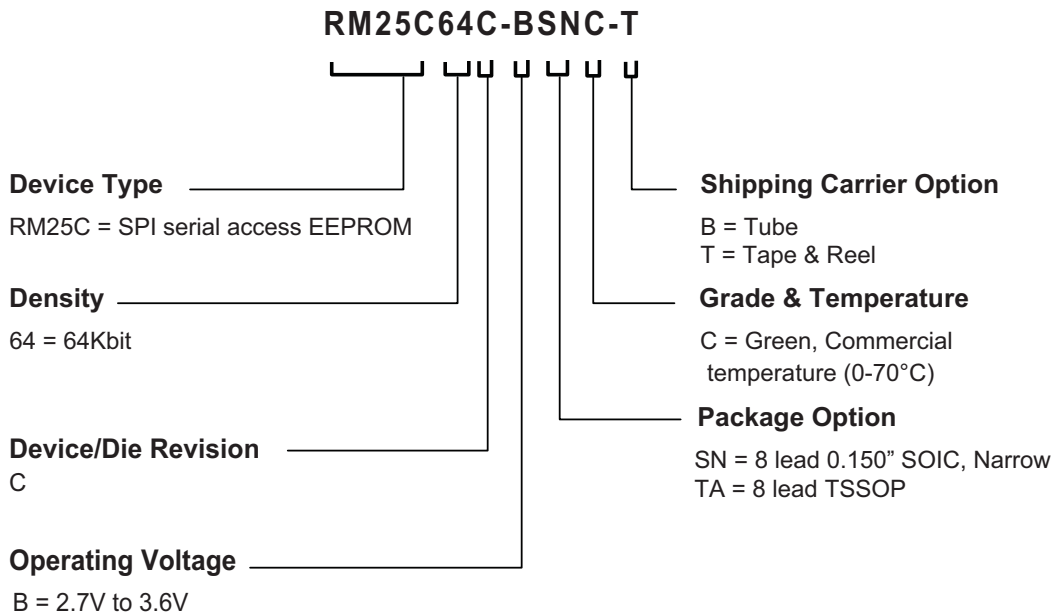 RM25C64C-BSNC-T
Device Type
RM25C = SPI serial access EEPROM
Density
64 = 64Kbit
Device/Die Revision
C
Operating Voltage
B = 2.7V to 3.6V
Shipping Carrier Option
B = Tube
T = Tape & Reel
Grade & Temperature
C = Green, Commercial
temperature (0-70°C)
Package Option
SN = 8 lead 0.150” SOIC, Narrow
TA = 8 lead TSSOP